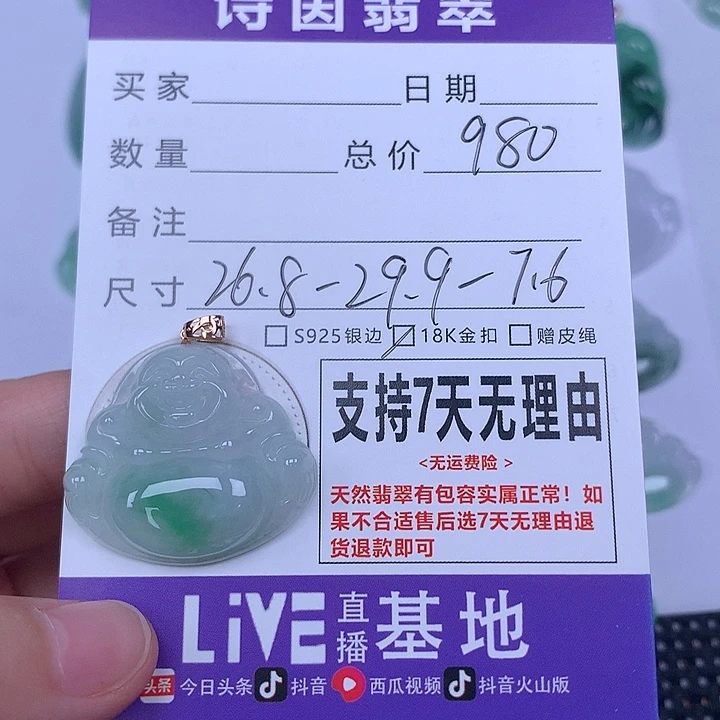 诗茵翡翠
买家 日期
数量 总价 980
备注
尺寸 26.8-29.9-7.6
S925银边 18K金扣 赠皮绳
支持7天无理由
<无运费险>
天然翡翠有包容实属正常!如
果不合适售后选7天无理由退
货退款即可
LiVE直播基地
头条 今日头条 抖音 西瓜视频 抖音火山版